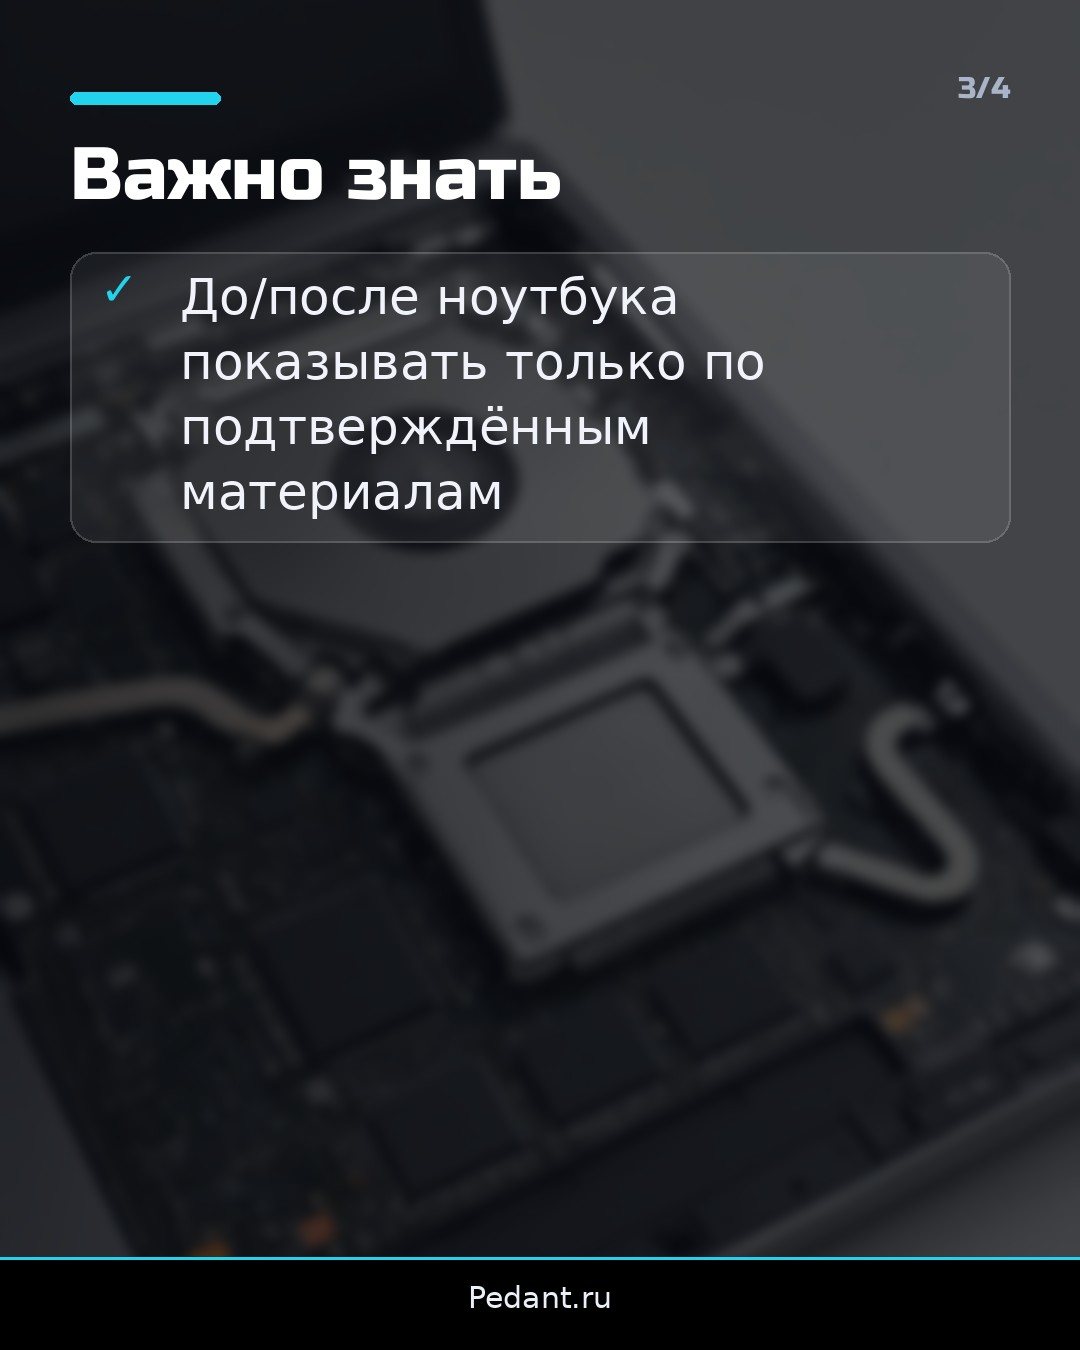 3/4
Важно знать
✓ До/после ноутбука
показывать только по
подтверждённым
материалам
Pedant.ru